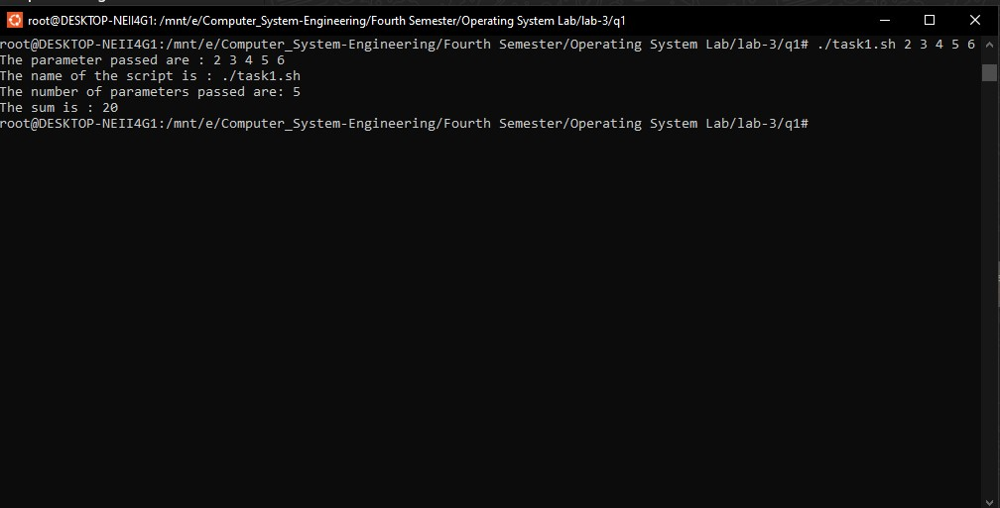 root@DESKTOP-NEII4G1: /mnt/e/Computer_System-Engineering/Fourth Semester/Operating System Lab/lab-3/q1
root@DESKTOP-NEII4G1:/mnt/e/Computer_System-Engineering/Fourth Semester/Operating System Lab/lab-3/q1# ./task1.sh 2 3 4 5 6
The parameter passed are : 2 3 4 5 6
The name of the script is : ./task1.sh
The number of parameters passed are: 5
The sum is : 20
root@DESKTOP-NEII4G1:/mnt/e/Computer_System-Engineering/Fourth Semester/Operating System Lab/lab-3/q1#